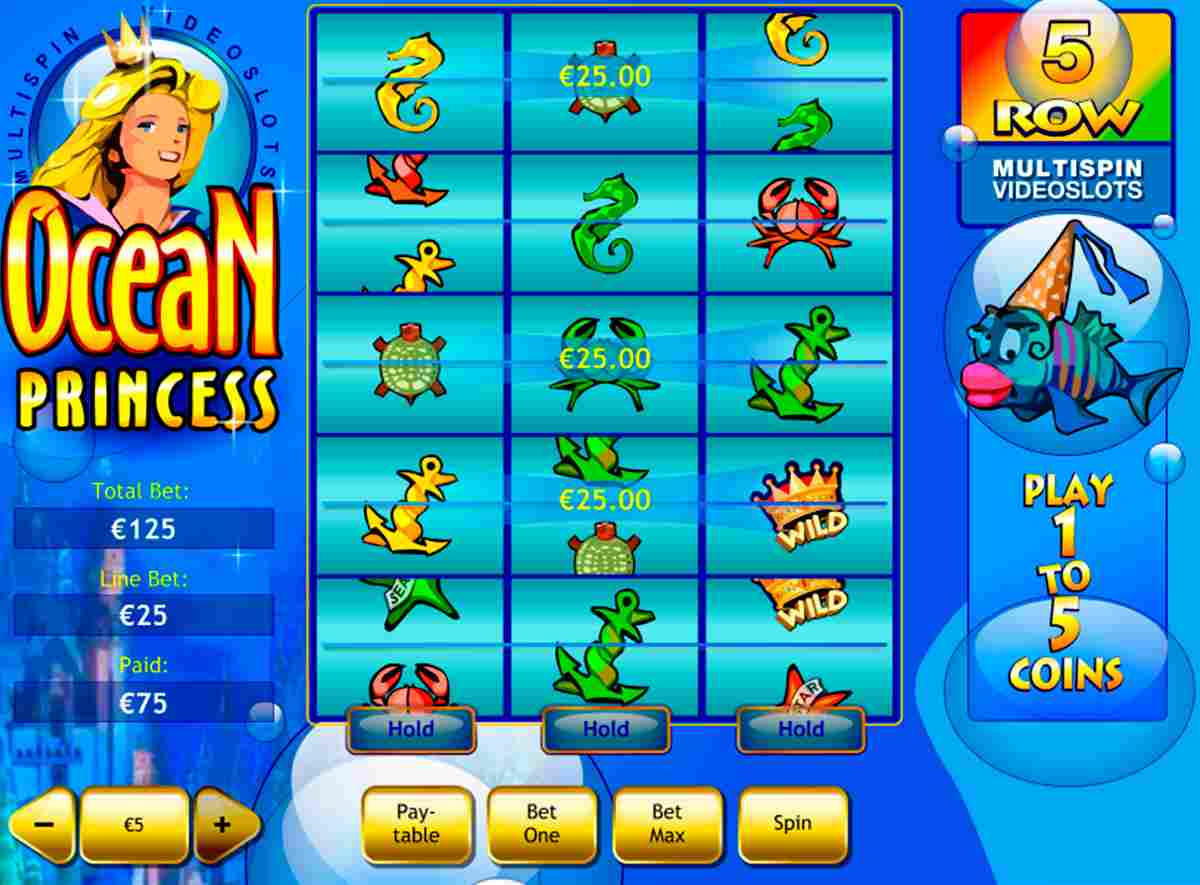 MULTISPIN VIDEOSLOTS
OCEAN
PRINCESS
Total Bet:
€125
Line Bet:
€25
Paid:
€75
€5
€25.00
€25.00
€25.00
WILD
WILD
STAR
Hold
Hold
Hold
Pay-
table
Bet
One
Bet
Max
Spin
5
ROW
MULTISPIN
VIDEOSLOTS
PLAY
1
TO
5
COINS